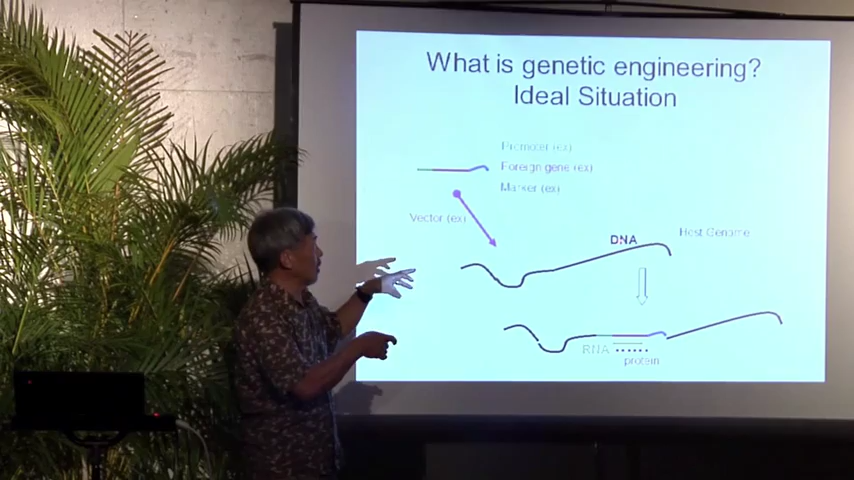 What is genetic engineering?
Ideal Situation
Promoter (ex)
Foreign gene (ex)
Marker (ex)
Vector (ex)
DNA
Host Genome
RNA
protein